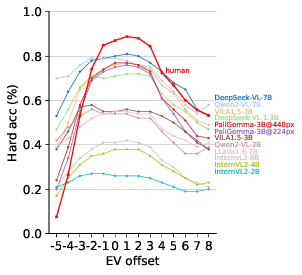 1.0
0.8
0.6
0.4
0.2
0.0
Hard acc (%)
-5 -4 -3 -2 -1 0 1 2 3 4 5 6 7 8
EV offset
human
DeepSeek-VL-7B
Qwen2-VL-7B
VILA1.5-7B
DeepSeek-VL-1.3B
PaliGemma-3B@448px
PaliGemma-3B@224px
VILA1.5-3B
Qwen2-VL-2B
LLaVa1.6-7B
InternVL2-8B
InternVL2-4B
InternVL2-2B